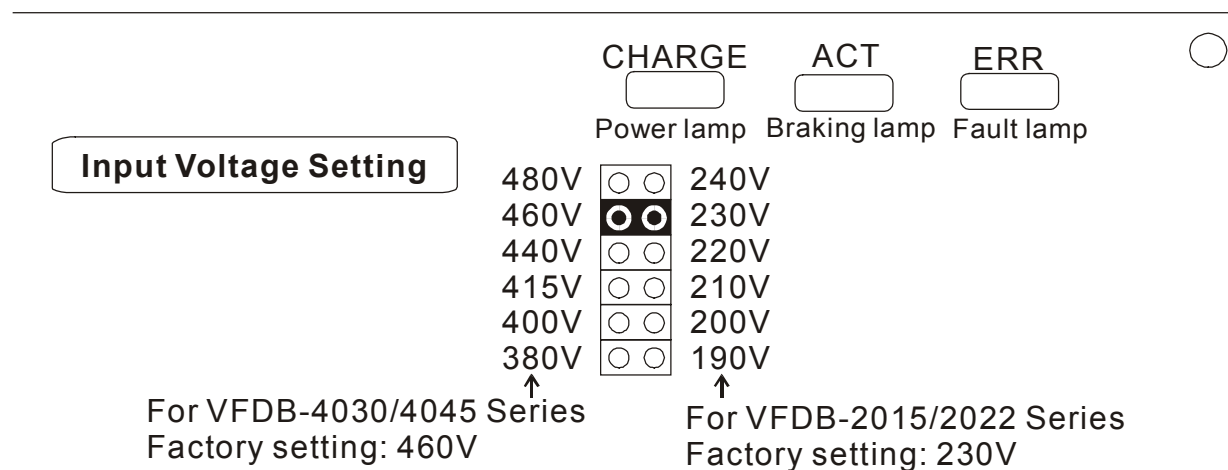 CHARGE ACT ERR
Power lamp Braking lamp Fault lamp
Input Voltage Setting
480V 240V
460V 230V
440V 220V
415V 210V
400V 200V
380V 190V
For VFDB-4030/4045 Series
Factory setting: 460V
For VFDB-2015/2022 Series
Factory setting: 230V